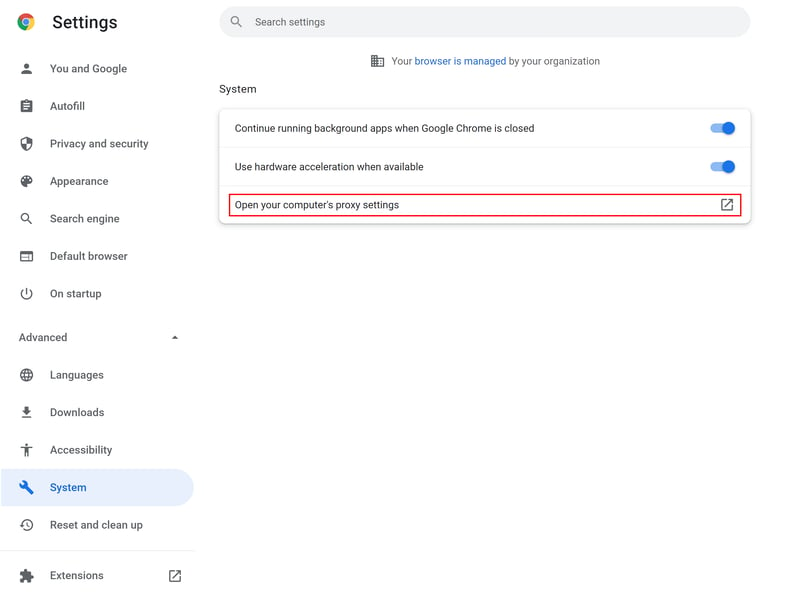 Settings
Search settings
You and Google
Autofill
Privacy and security
Appearance
Search engine
Default browser
On startup
Advanced
Languages
Downloads
Accessibility
System
Reset and clean up
Extensions
Your browser is managed by your organization
System
Continue running background apps when Google Chrome is closed
Use hardware acceleration when available
Open your computer's proxy settings